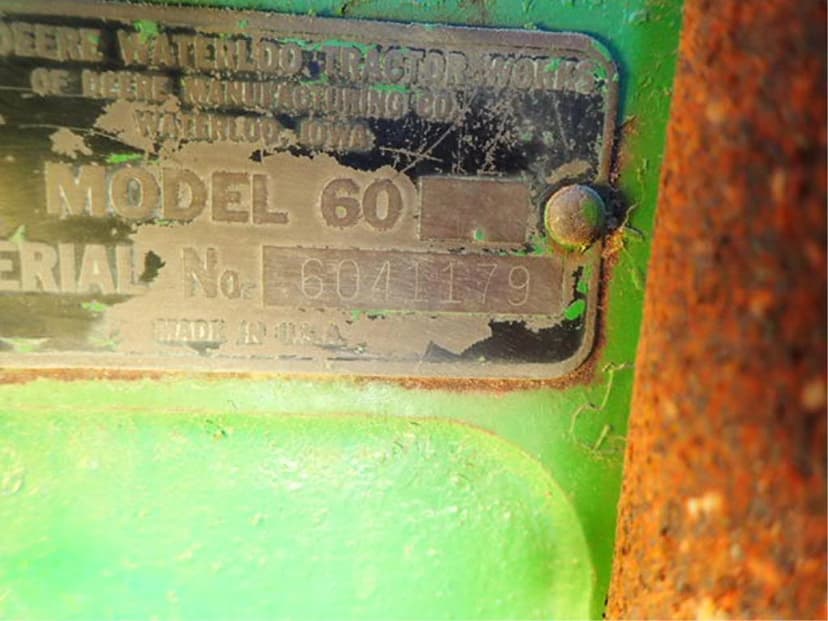 DEERE WATERLOO TRACTOR WORKS
OF DEERE MANUFACTURING CO.
WATERLOO, IOWA
MODEL 60
ERIAL No. 6041179
MADE IN U.S.A.